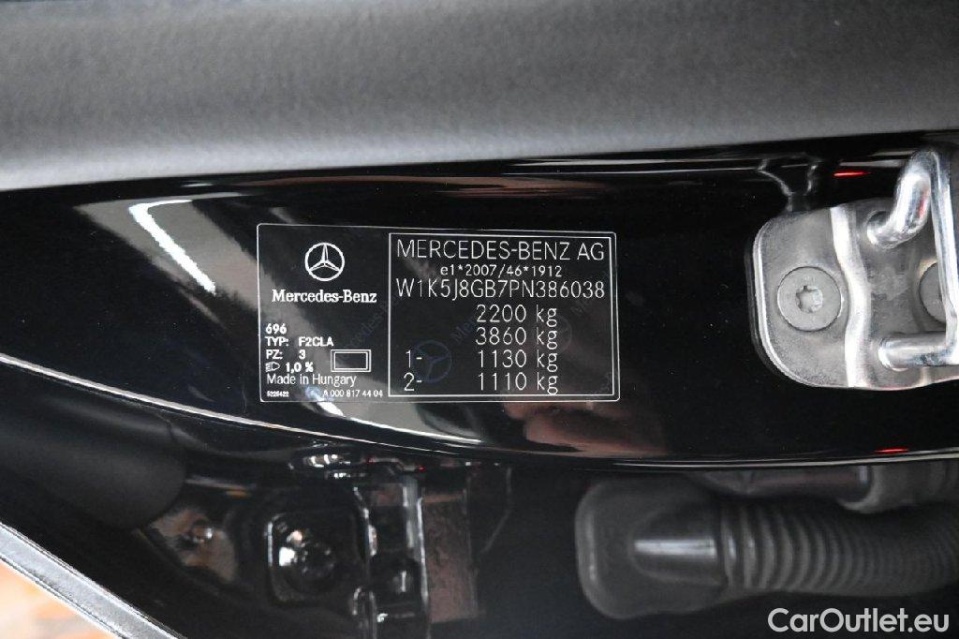 Mercedes-Benz
696
TYP: F2CLA
PZ: 3
1,0 %
Made in Hungary
A 000 817 44 04
MERCEDES-BENZ AG
e1*2007/46*1912
W1K5J8GB7PN386038
2200 kg
3860 kg
1- 1130 kg
2- 1110 kg
CarOutlet.eu